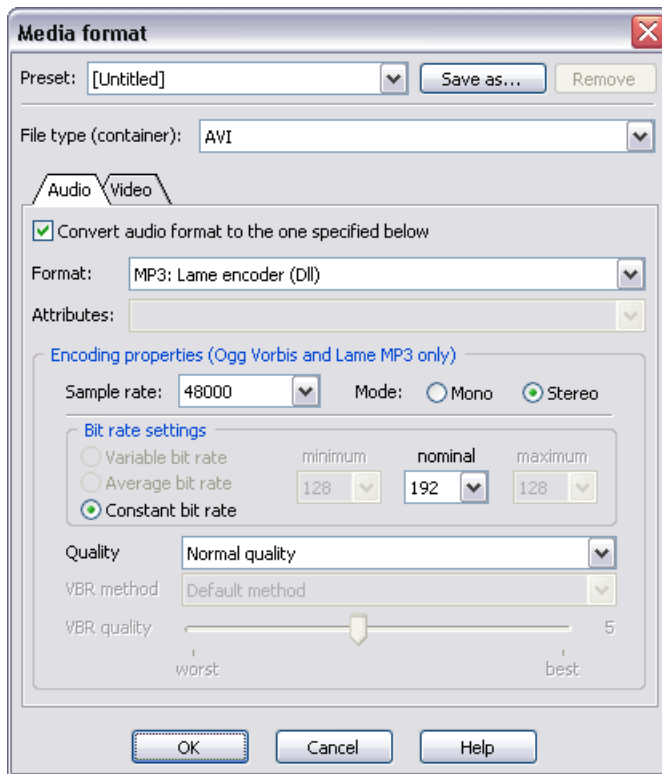 Media format
Preset: [Untitled] Save as... Remove
File type (container): AVI
Audio Video
Convert audio format to the one specified below
Format: MP3: Lame encoder (Dll)
Attributes:
Encoding properties (Ogg Vorbis and Lame MP3 only)
Sample rate: 48000 Mode: Mono Stereo
Bit rate settings
Variable bit rate minimum nominal maximum
Average bit rate 128 192 128
Constant bit rate
Quality Normal quality
VBR method Default method
VBR quality 5
worst best
OK Cancel Help